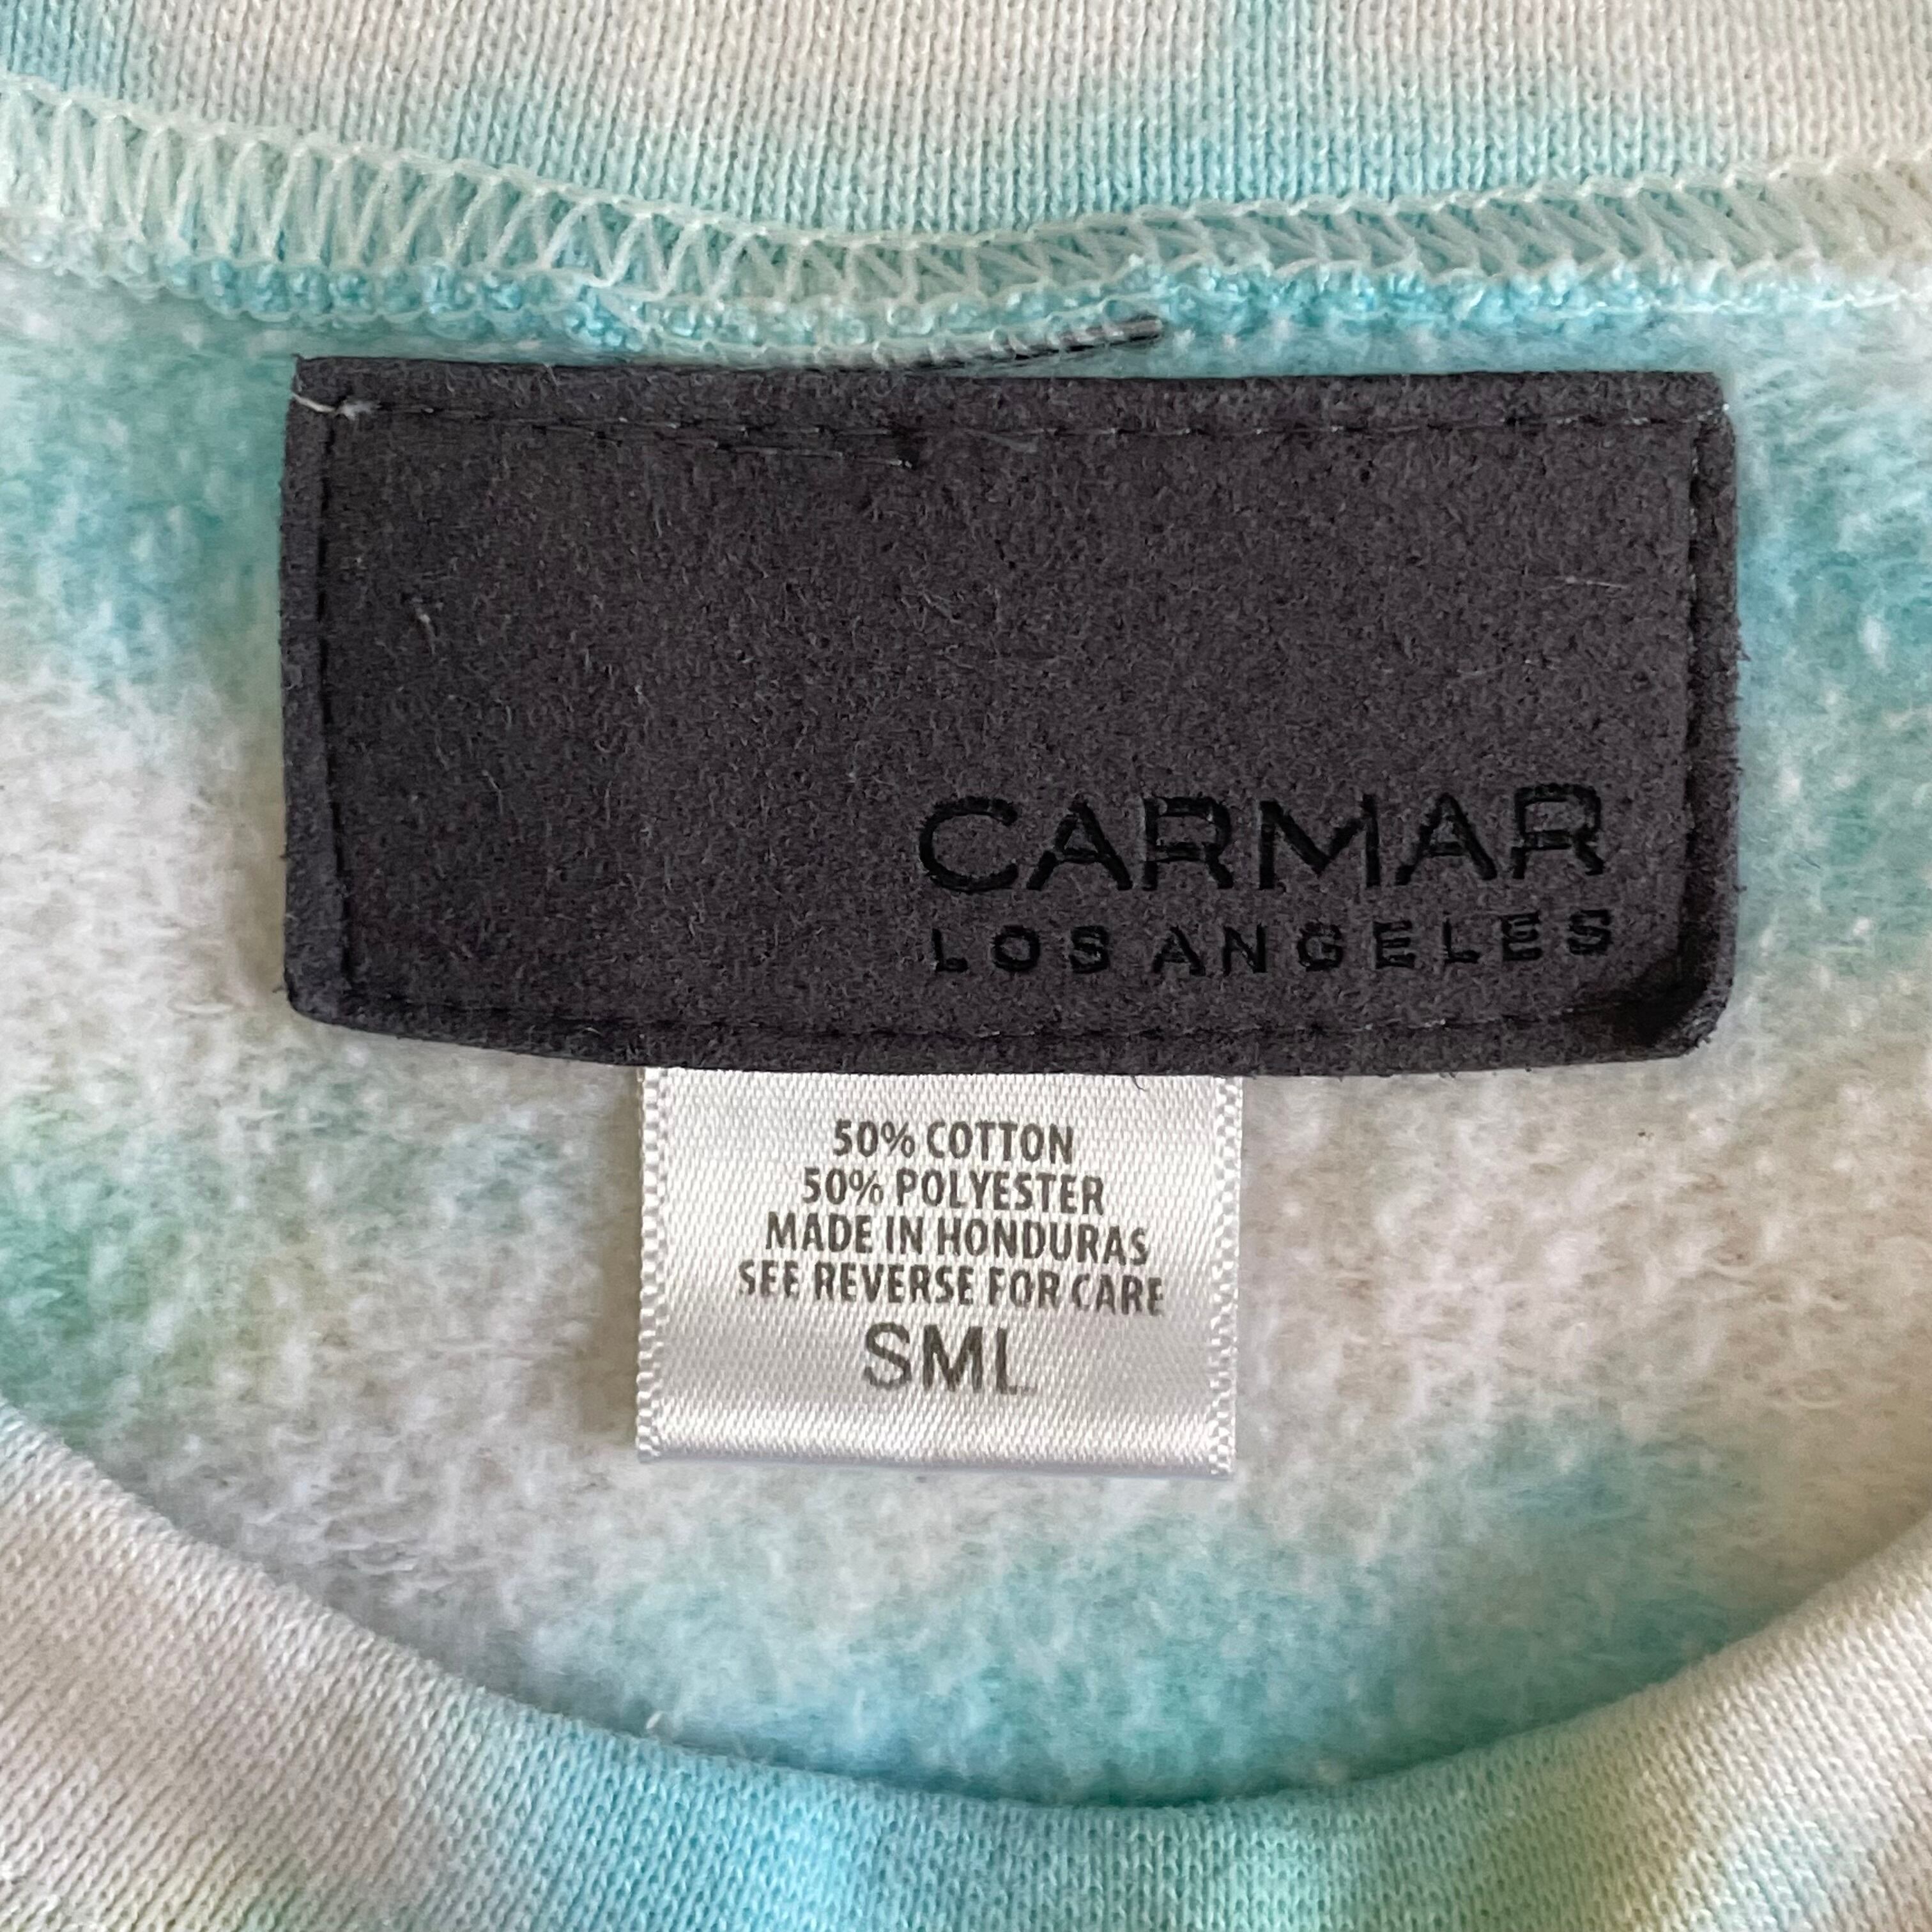 CARMAR
LOS ANGELES
50% COTTON
50% POLYESTER
MADE IN HONDURAS
SEE REVERSE FOR CARE
SML